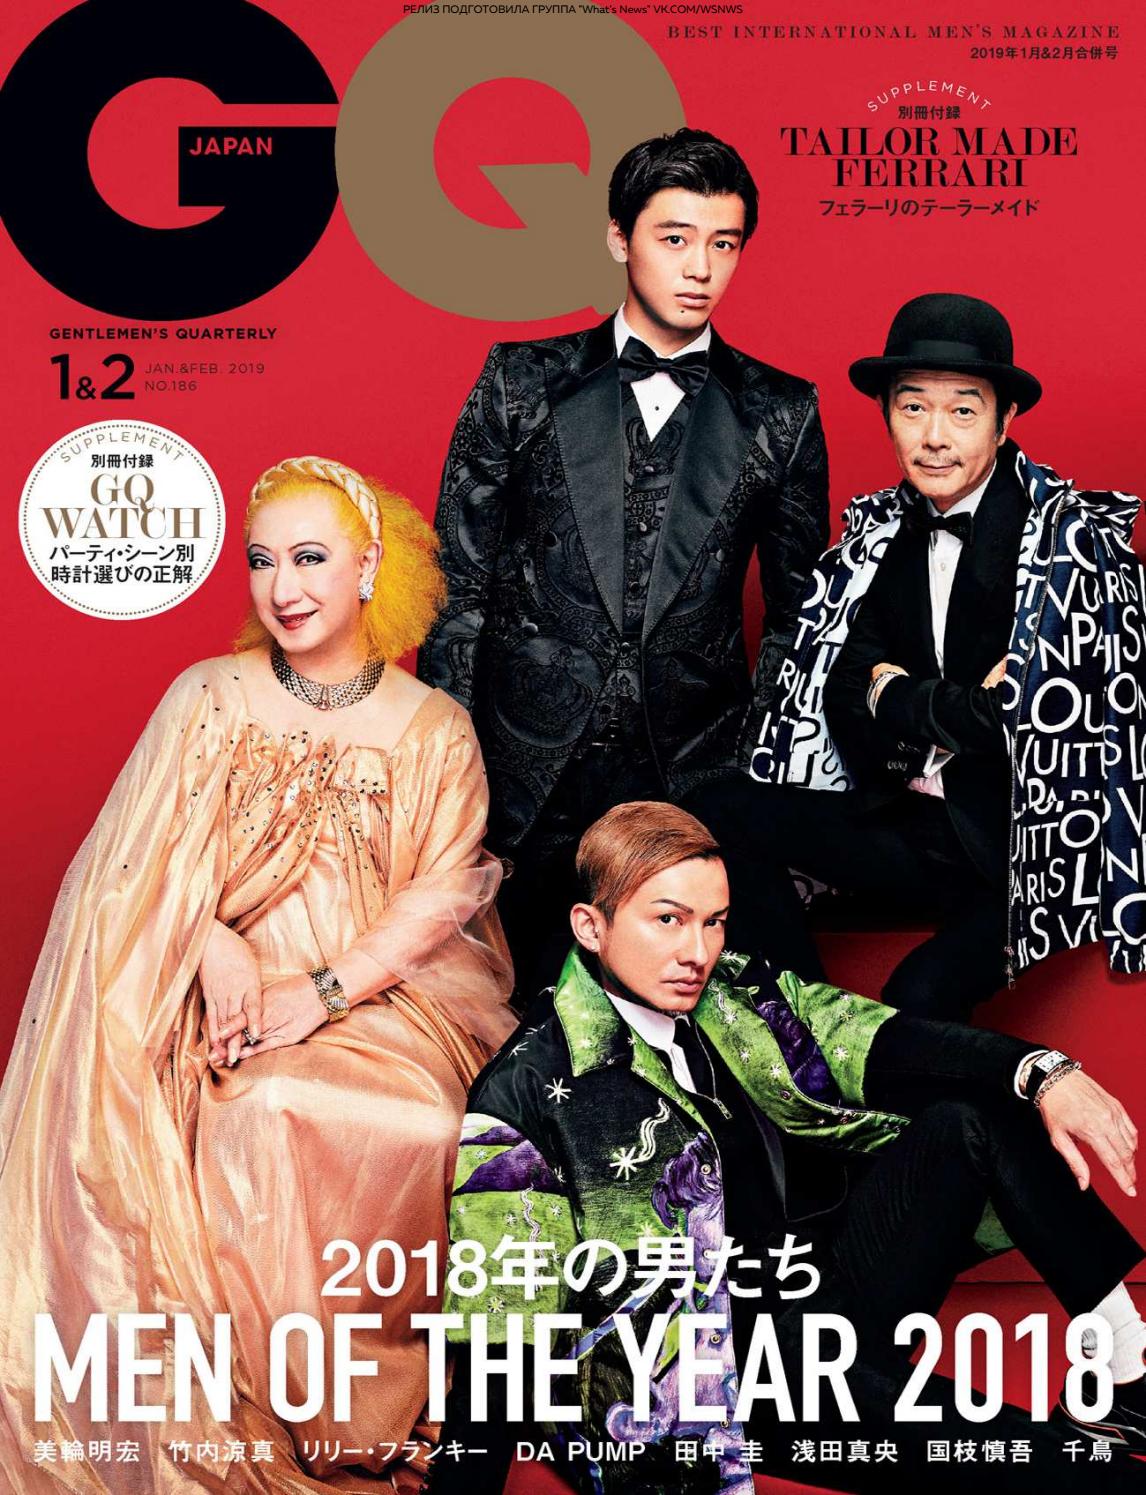 РЕЛИЗ ПОДГОТОВИЛА ГРУППА "What's News" VK.COM/WSNWS
BEST INTERNATIONAL MEN'S MAGAZINE
2019年1月&2月合併号
GQ
JAPAN
SUPPLEMENT
別冊付録
TAILOR MADE
FERRARI
フェラーリのテーラーメイド
GENTLEMEN'S QUARTERLY
1&2
JAN.&FEB. 2019
NO.186
SUPPLEMENT
別冊付録
GQ
WATCH
パーティ・シーン別
時計選びの正解
2018年の男たち
MEN OF THE YEAR 2018
美輪明宏 竹内涼真 リリー・フランキー DA PUMP 田中 圭 浅田真央 国枝慎吾 千鳥